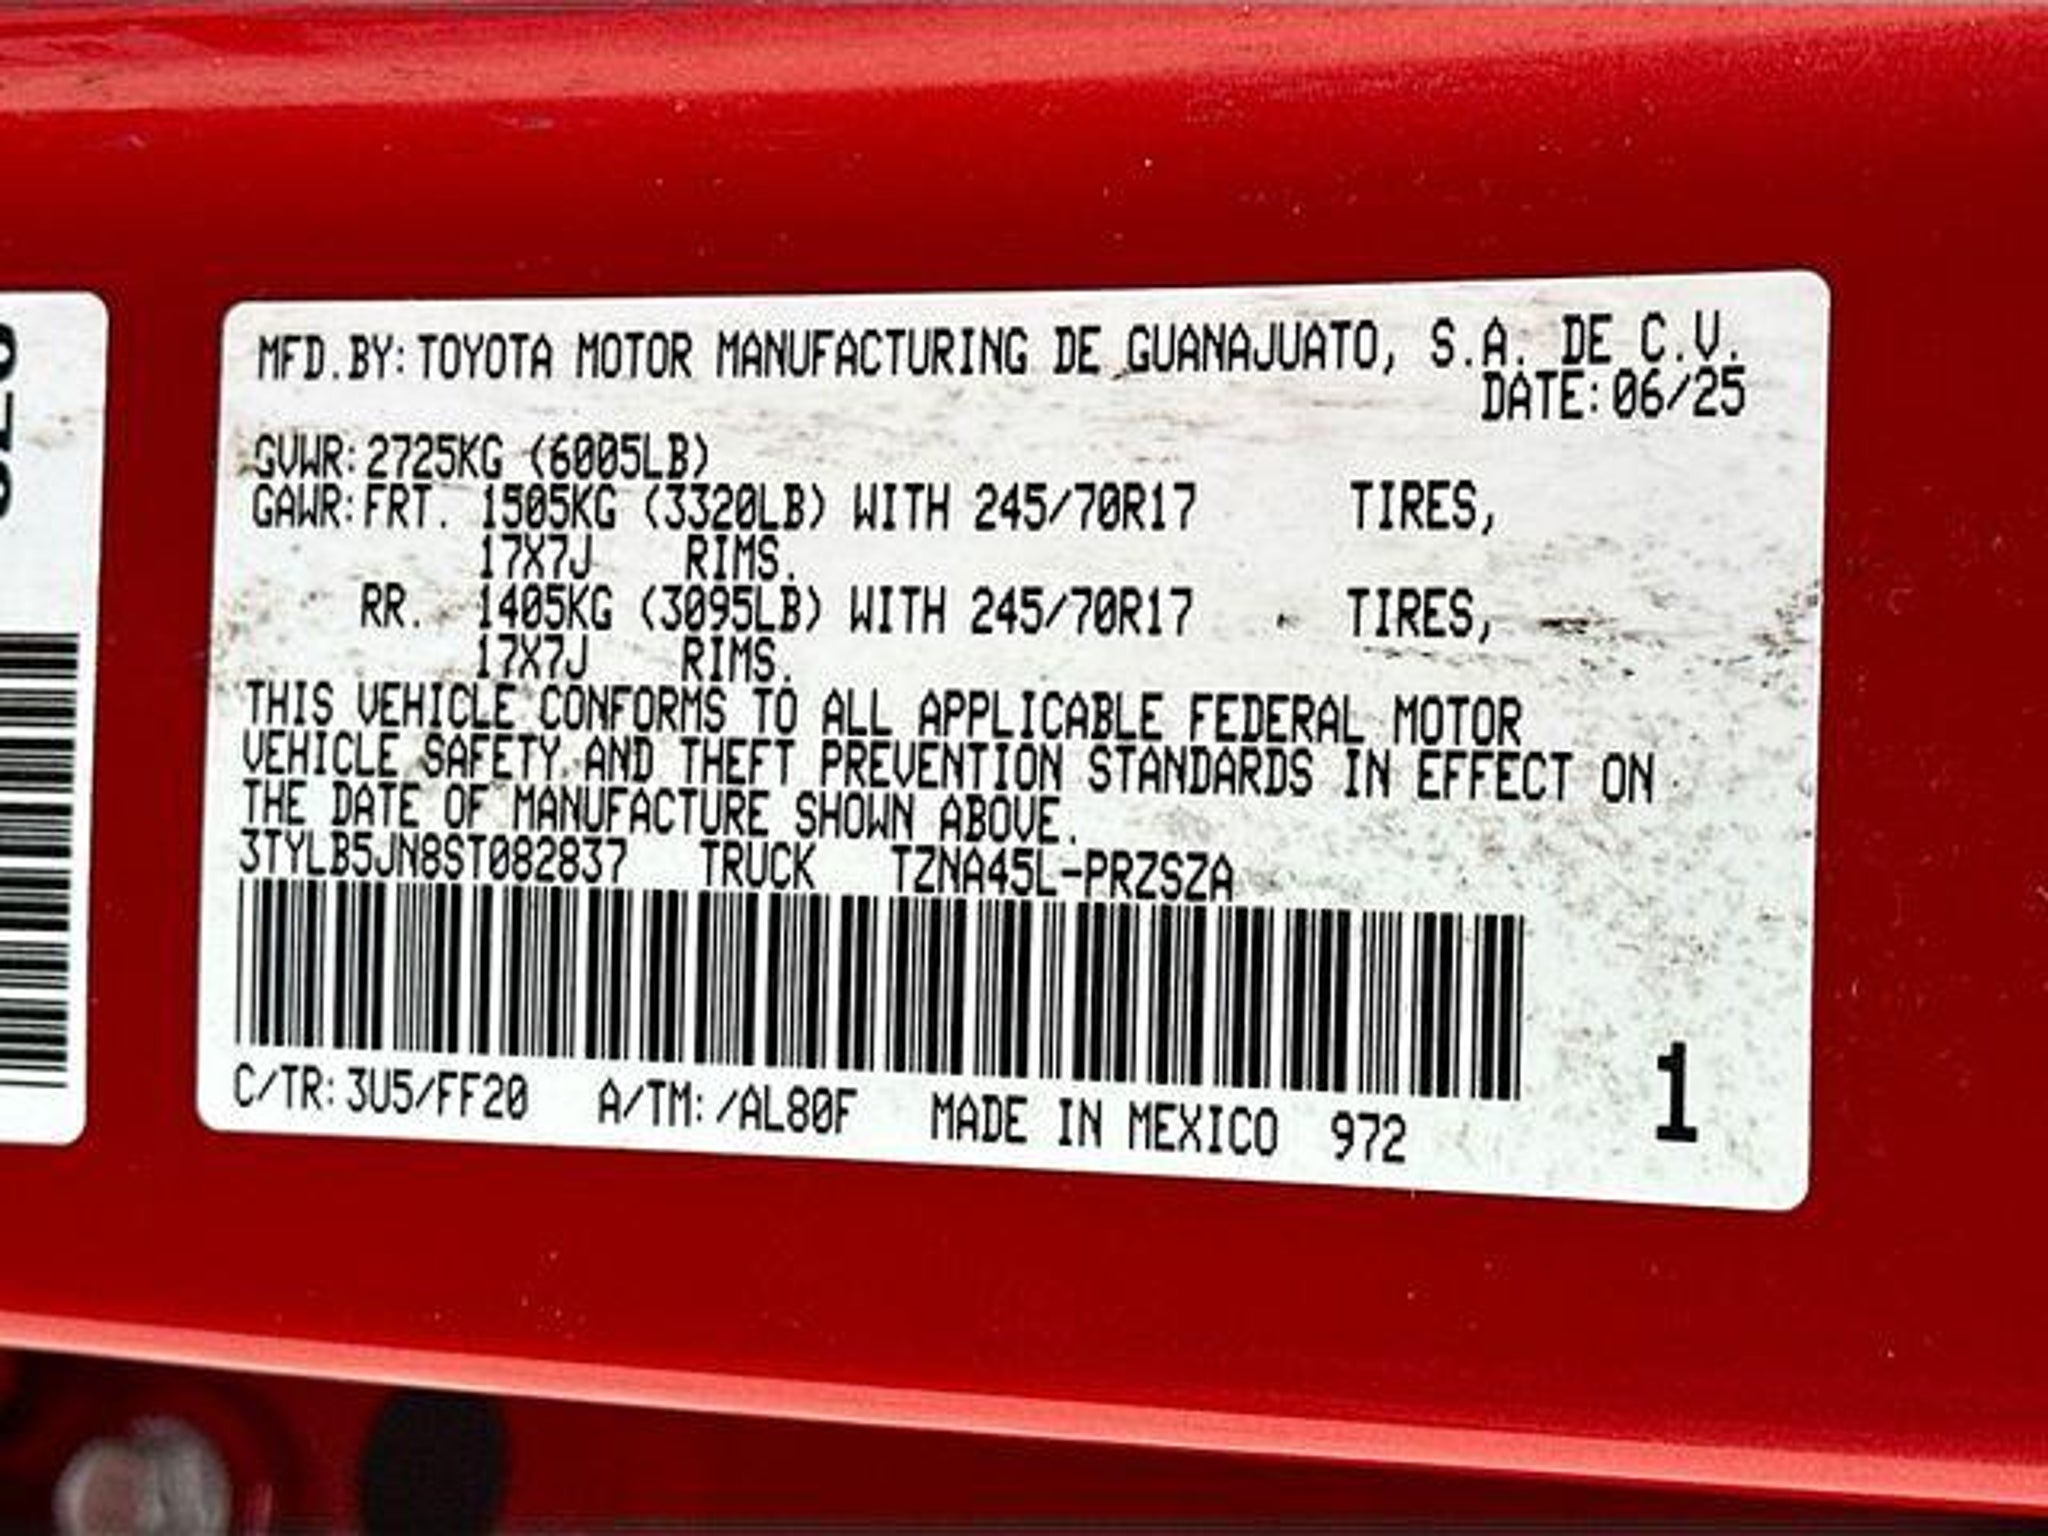 MFD.BY:TOYOTA MOTOR MANUFACTURING DE GUANAJUATO, S.A. DE C.V.
DATE:06/25
GVWR:2725KG (6005LB)
GAWR:FRT. 1505KG (3320LB) WITH 245/70R17 TIRES,
17X7J RIMS.
RR. 1405KG (3095LB) WITH 245/70R17 TIRES,
17X7J RIMS.
THIS VEHICLE CONFORMS TO ALL APPLICABLE FEDERAL MOTOR
VEHICLE SAFETY AND THEFT PREVENTION STANDARDS IN EFFECT ON
THE DATE OF MANUFACTURE SHOWN ABOVE.
3TYLB5JN8ST082837 TRUCK TZNA45L-PRZSZA
C/TR:3U5/FF20 A/TM:/AL80F MADE IN MEXICO 972
1